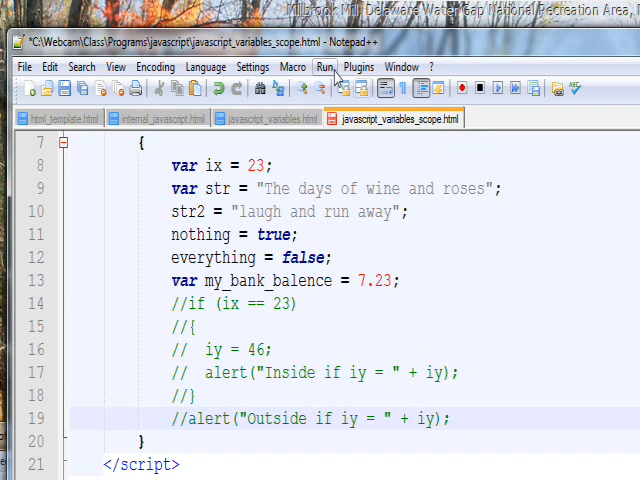 Millbrook Mill, Delaware Water Gap National Recreation Area,
*C:\Webcam\Class\Programs\javascript\javascript_variables_scope.html - Notepad++
File Edit Search View Encoding Language Settings Macro Run Plugins Window ?
html_template.html internal_javascript.html javascript_variables.html javascript_variables_scope.html
7 {
8 var ix = 23;
9 var str = "The days of wine and roses";
10 str2 = "laugh and run away";
11 nothing = true;
12 everything = false;
13 var my_bank_balence = 7.23;
14 //if (ix == 23)
15 //{
16 // iy = 46;
17 // alert("Inside if iy = " + iy);
18 //}
19 //alert("Outside if iy = " + iy);
20 }
21 </script>